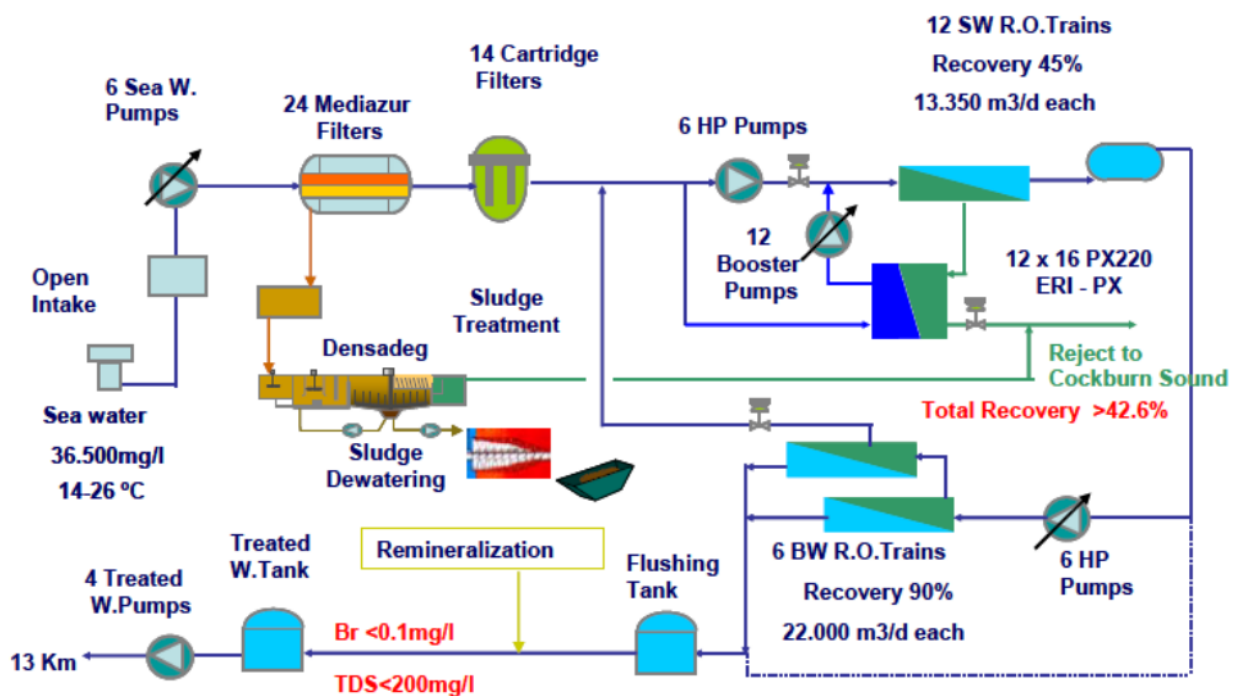 12 SW R.O.Trains
Recovery 45%
13.350 m3/d each
14 Cartridge
Filters
6 Sea W.
Pumps
24 Mediazur
Filters
6 HP Pumps
12
Booster
Pumps
12 x 16 PX220
ERI - PX
Open
Intake
Sludge
Treatment
Densadeg
Reject to
Cockburn Sound
Total Recovery >42.6%
Sea water
36.500mg/l
14-26 ºC
Sludge
Dewatering
6 BW R.O.Trains
Recovery 90%
22.000 m3/d each
6 HP
Pumps
Treated
W.Tank
Remineralization
Flushing
Tank
4 Treated
W.Pumps
Br <0.1mg/l
13 Km
TDS<200mg/l